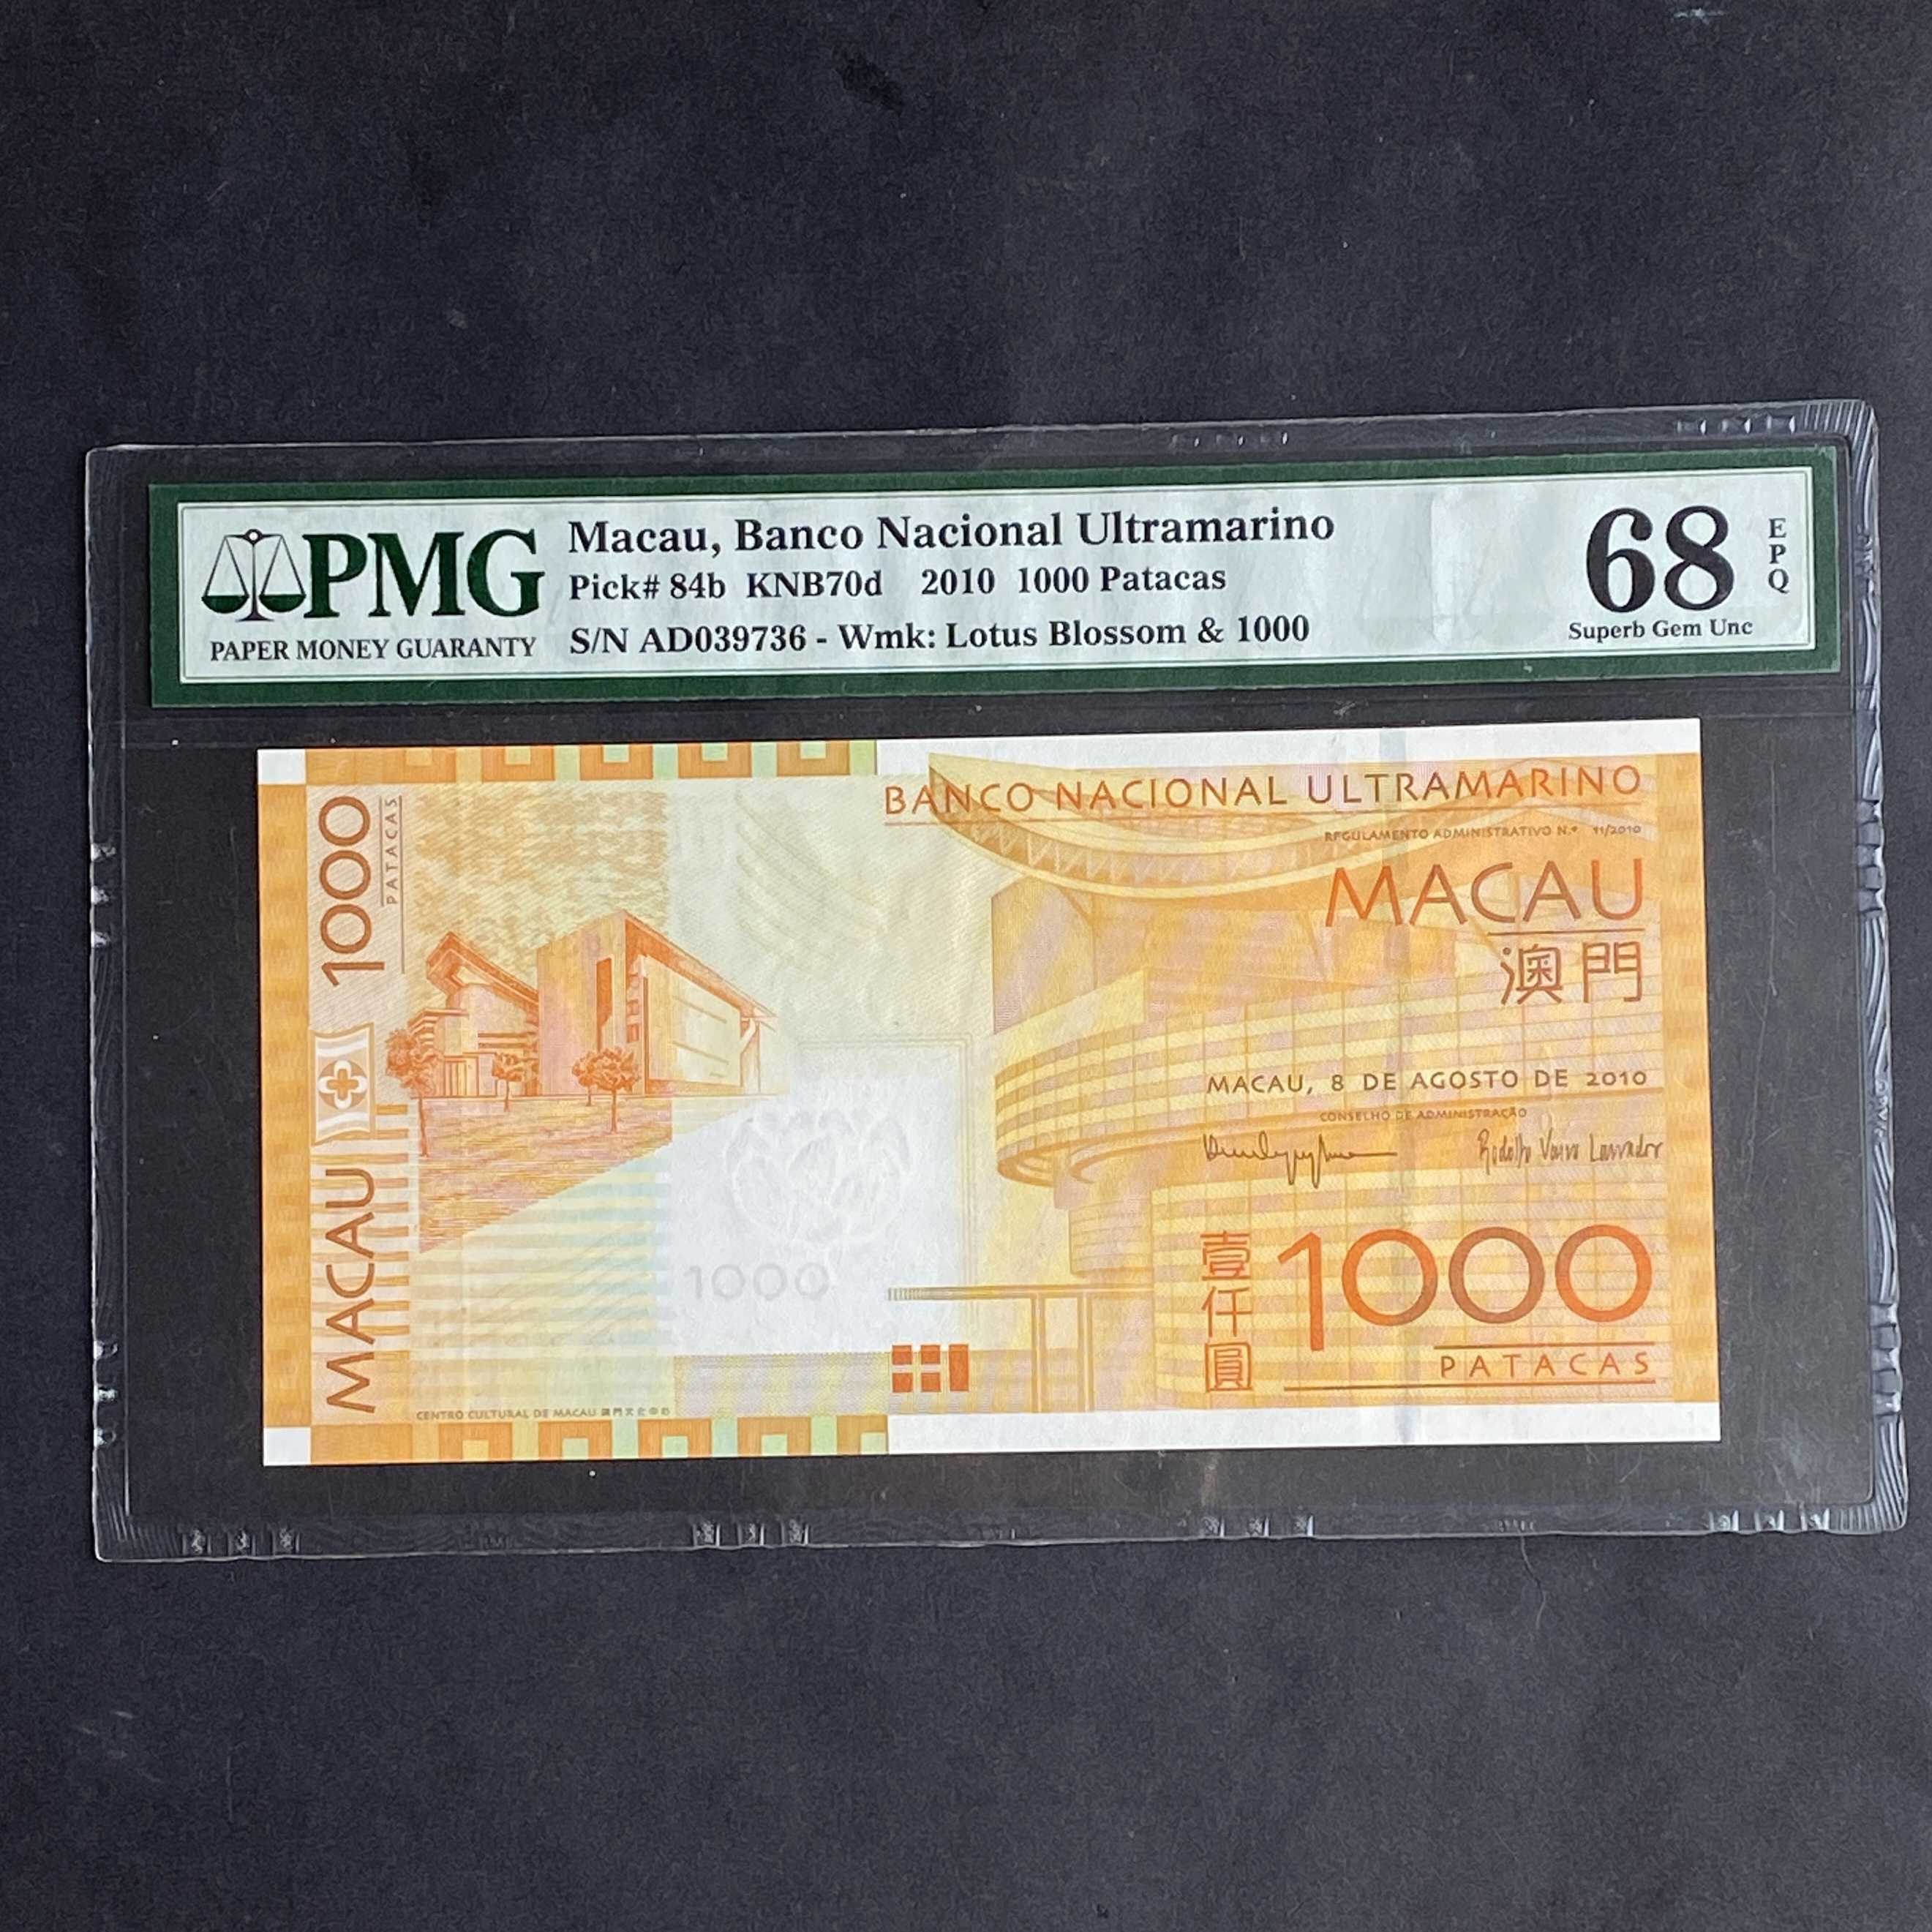 PMG
PAPER MONEY GUARANTY
Macau, Banco Nacional Ultramarino
Pick# 84b KNB70d 2010 1000 Patacas
S/N AD039736 - Wmk: Lotus Blossom & 1000
68
EPQ
Superb Gem Unc
1000
PATACAS
MACAU
BANCO NACIONAL ULTRAMARINO
REGULAMENTO ADMINISTRATIVO N.º 11/2010
MACAU
澳門
MACAU, 8 DE AGOSTO DE 2010
CONSELHO DE ADMINISTRAÇÃO
1000
壹仟圓
1000
PATACAS
CENTRO CULTURAL DE MACAU 澳門文化中心